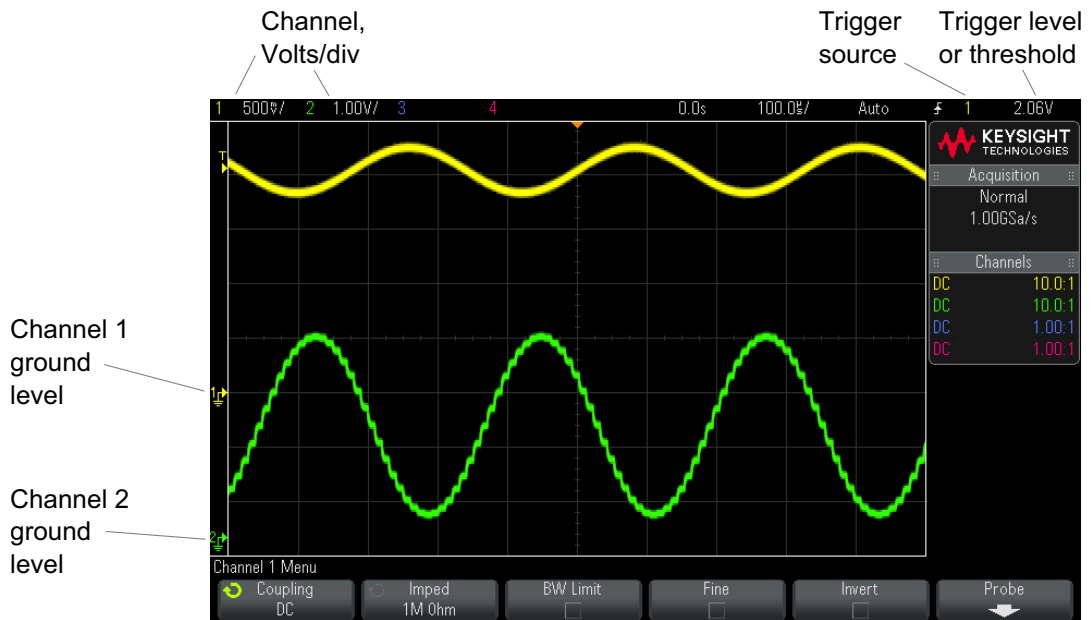 Channel,
Volts/div
Trigger
source
Trigger level
or threshold
1 500mV/ 2 1.00V/ 3 4 0.0s 100.0µs/ Auto 1 2.06V
T
KEYSIGHT
TECHNOLOGIES
Acquisition
Normal
1.00GSa/s
Channels
DC 10.0:1
DC 10.0:1
DC 1.00:1
DC 1.00:1
Channel 1
ground
level
1
Channel 2
ground
level
2
Channel 1 Menu
Coupling
DC
Imped
1M Ohm
BW Limit
Fine
Invert
Probe